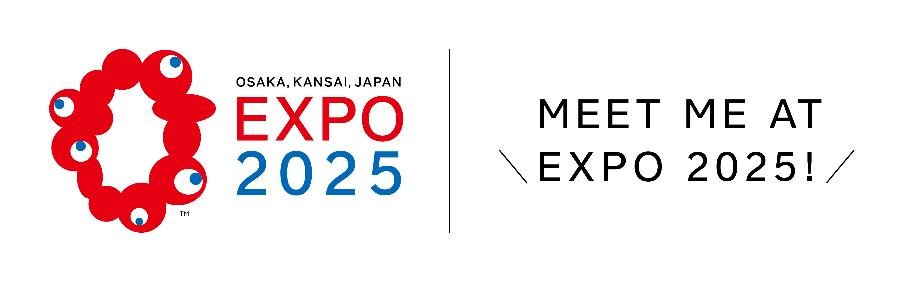 OSAKA, KANSAI, JAPAN
EXPO
2025
TM
MEET ME AT
\ EXPO 2025! /